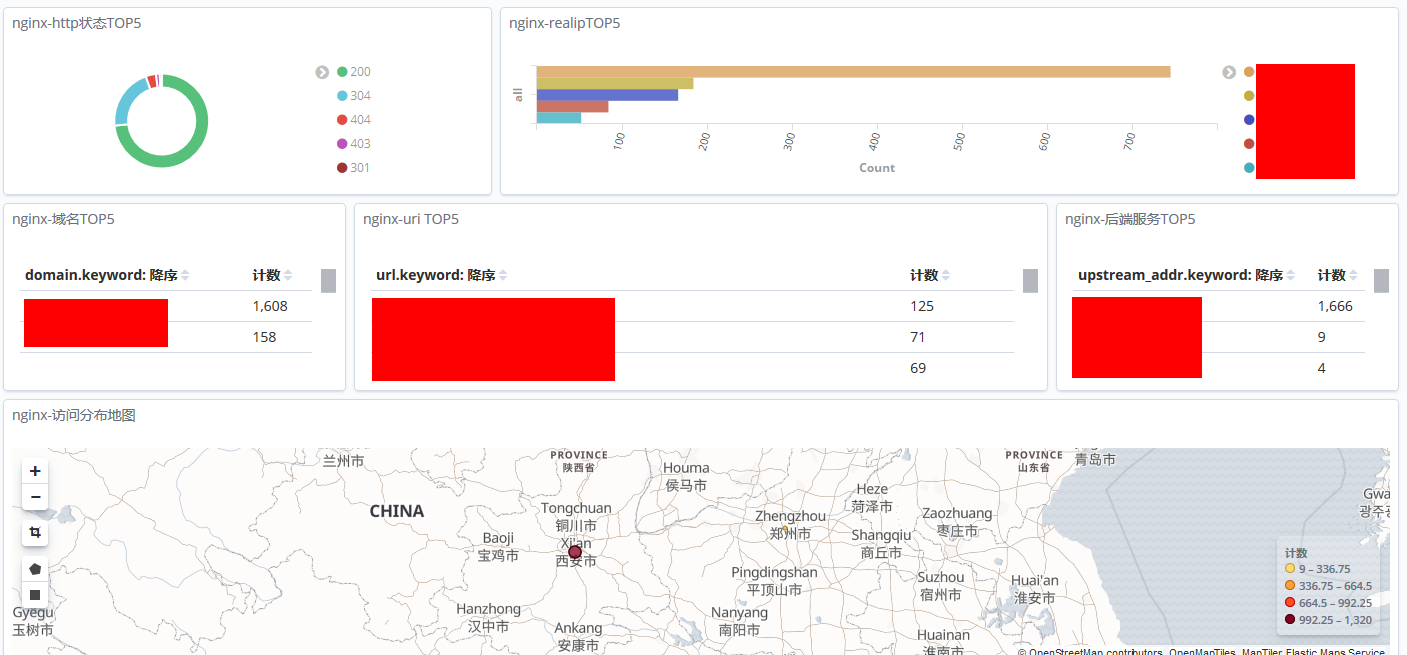 nginx-http状态TOP5
200
304
404
403
301
nginx-realipTOP5
all
100
200
300
400
500
600
700
Count
nginx-域名TOP5
domain.keyword: 降序 计数
1,608
158
nginx-uri TOP5
url.keyword: 降序 计数
125
71
69
nginx-后端服务TOP5
upstream_addr.keyword: 降序 计数
1,666
9
4
nginx-访问分布地图
+
−
兰州市
PROVINCE
陕西省
Houma
侯马市
PROVINCE
山东省
青岛市
CHINA
Tongchuan
铜川市
Baoji
宝鸡市
Xi'an
西安市
Zhengzhou
郑州市
Heze
菏泽市
Zaozhuang
枣庄市
Shangqiu
商丘市
Gwa
Pingdingshan
平顶山市
Suzhou
宿州市
Huai'an
淮安市
Gyegu
玉树市
Hanzhong
汉中市
Ankang
安康市
Nanyang
南阳市
Huainan
淮南市
计数
9 – 336.75
336.75 – 664.5
664.5 – 992.25
992.25 – 1,320
© OpenStreetMap contributors, OpenMapTiles, MapTiler, Elastic Maps Service